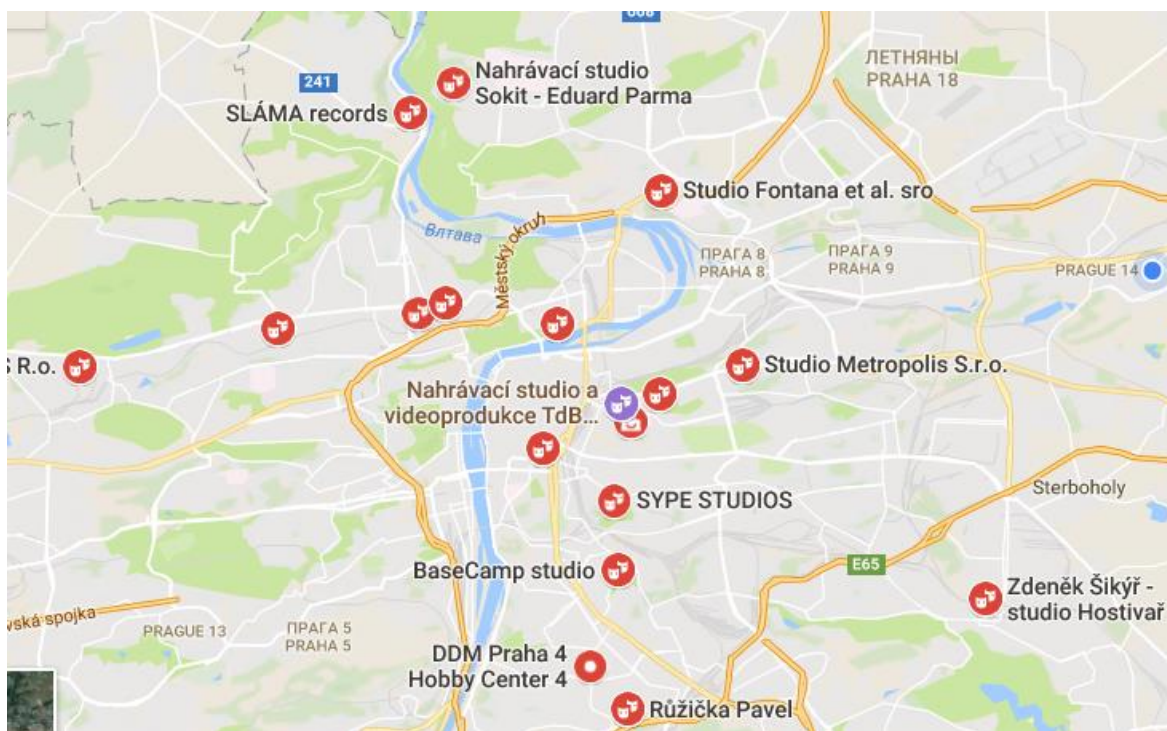 608
ЛЕТНЯНЫ
PRAHA 18
Nahrávací studio
Sokit - Eduard Parma
241
SLÁMA records
Studio Fontana et al. sro
Влтава
Městský okruh
ПРАГА 8
PRAHA 8
ПРАГА 9
PRAHA 9
PRAGUE 14
S R.o.
Studio Metropolis S.r.o.
Nahrávací studio a
videoprodukce TdB...
SYPE STUDIOS
Sterboholy
BaseCamp studio
E65
Zdeněk Šikýř -
studio Hostivař
vská spojka
PRAGUE 13
ПРАГА 5
PRAHA 5
DDM Praha 4
Hobby Center 4
Růžička Pavel